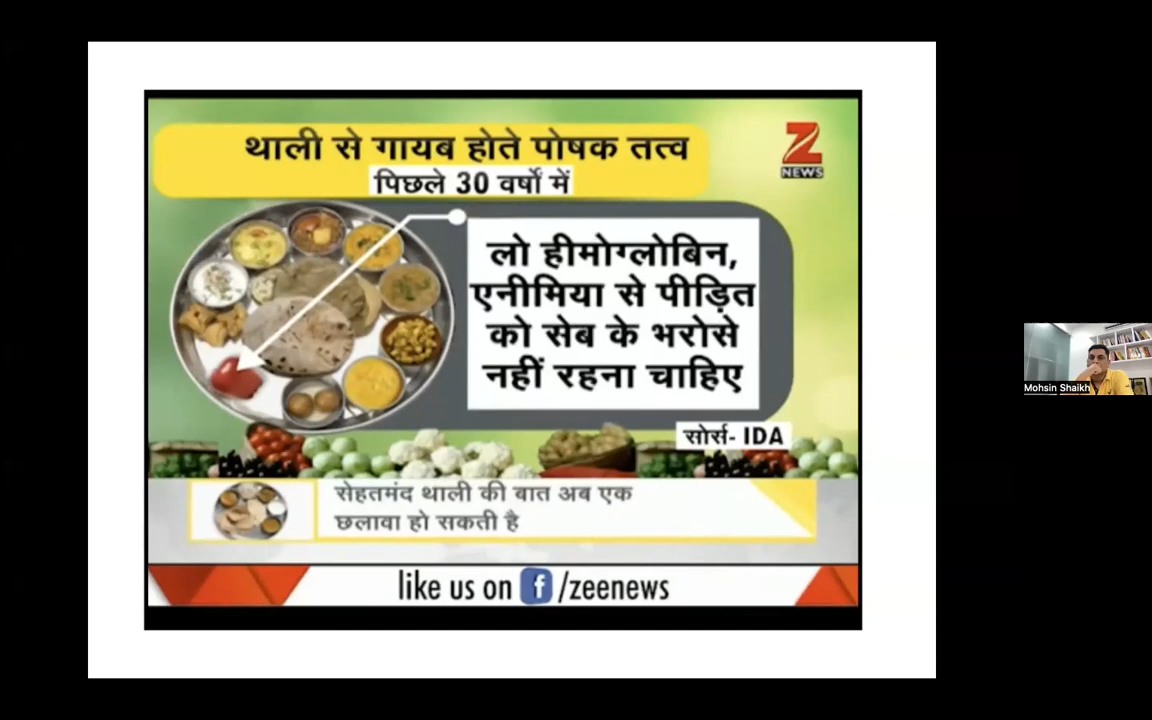 थाली से गायब होते पोषक तत्व
पिछले 30 वर्षों में
Z
NEWS
लो हीमोग्लोबिन,
एनीमिया से पीड़ित
को सेब के भरोसे
नहीं रहना चाहिए
सोर्स- IDA
सेहतमंद थाली की बात अब एक
छलावा हो सकती है
like us on f/zeenews
Mohsin Shaikh